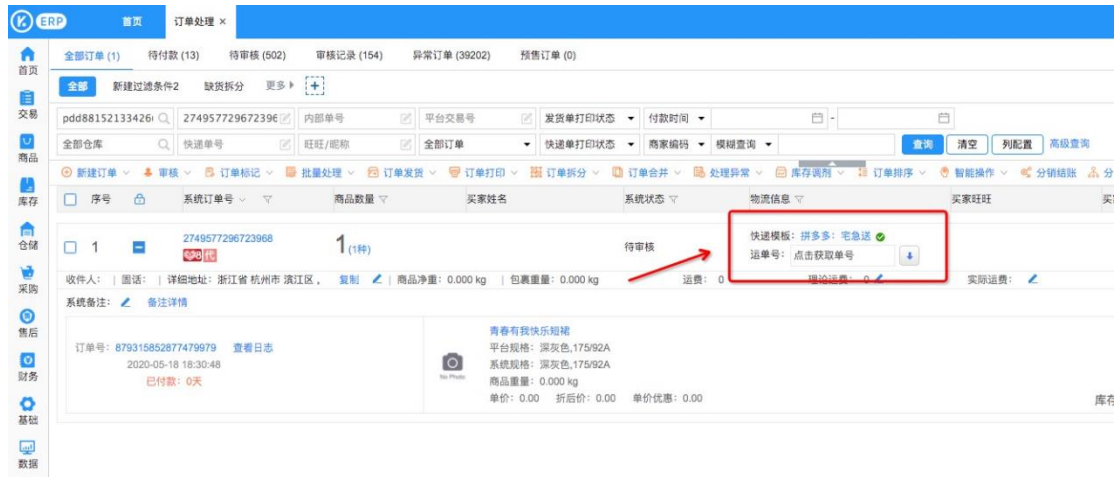 ERP 首页 订单处理 ×
首页
交易
商品
库存
仓储
采购
售后
财务
基础
数据
全部订单 (1) 待付款 (13) 待审核 (502) 审核记录 (154) 异常订单 (39202) 预售订单 (0)
全部 新建过滤条件2 缺货拆分 更多
pdd88152133426 274957729672396 内部单号 平台交易号 发货单打印状态 付款时间 -
全部仓库 快递单号 旺旺/昵称 全部订单 快递单打印状态 商家编码 模糊查询 查询 清空 列配置 高级查询
新建订单 审核 订单标记 批量处理 订单发货 订单打印 订单拆分 订单合并 处理异常 库存调剂 订单排序 智能操作 分销结账 分
序号 系统订单号 商品数量 买家姓名 系统状态 物流信息 买家旺旺
1 2749577296723968 1(1种) 待审核 快递模板：拼多多：宅急送
代 运单号： 点击获取单号
收件人： | 固话： | 详细地址：浙江省 杭州市 滨江区， 复制 | 商品净重：0.000 kg | 包裹重量：0.000 kg 运费： 0 理论运费： 0 实际运费：
系统备注： 备注详情
订单号：879315852877479979 查看日志
2020-05-18 18:30:48
已付款：0天
No Photo
青春有我快乐短裙
平台规格：深灰色,175/92A
系统规格：深灰色,175/92A
商品重量：0.000 kg
单价：0.00 折后价：0.00 单价优惠：0.00
库存